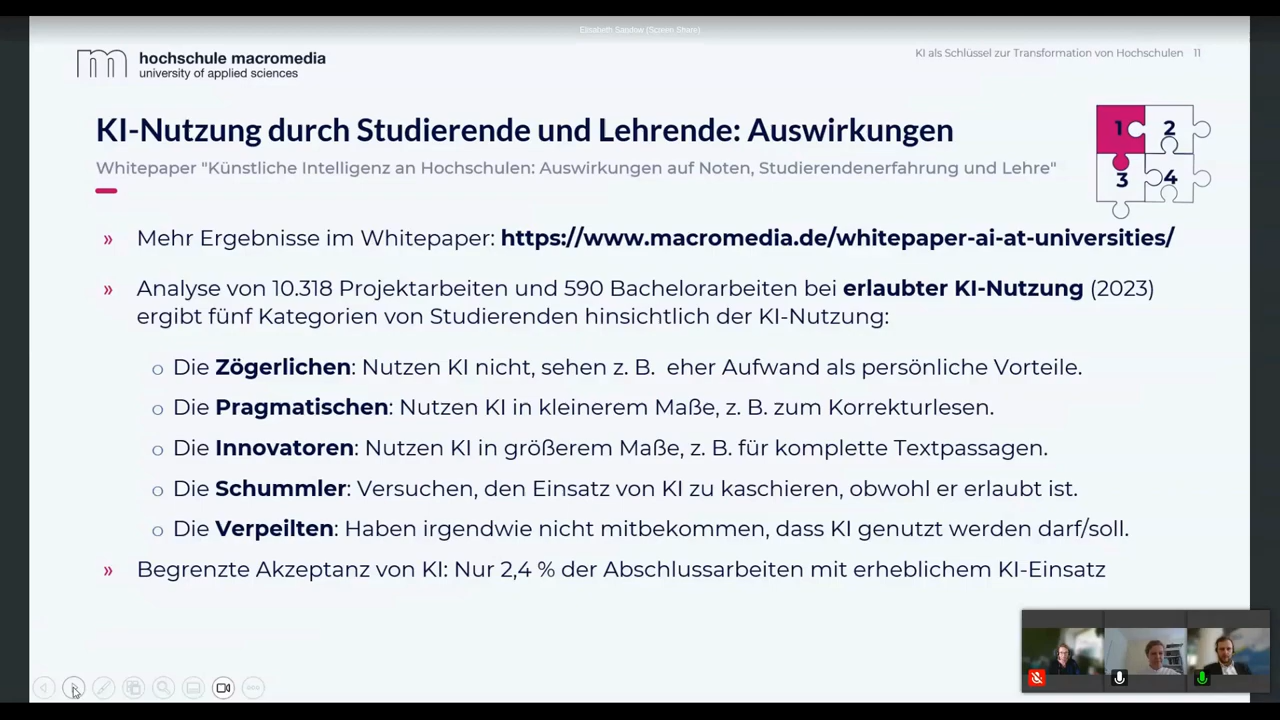 Elisabeth Sandow (Screen Share)
hochschule macromedia
university of applied sciences
KI als Schlüssel zur Transformation von Hochschulen 11
KI-Nutzung durch Studierende und Lehrende: Auswirkungen
Whitepaper "Künstliche Intelligenz an Hochschulen: Auswirkungen auf Noten, Studierendenerfahrung und Lehre"
1 2
3 4
» Mehr Ergebnisse im Whitepaper: https://www.macromedia.de/whitepaper-ai-at-universities/
» Analyse von 10.318 Projektarbeiten und 590 Bachelorarbeiten bei erlaubter KI-Nutzung (2023)
ergibt fünf Kategorien von Studierenden hinsichtlich der KI-Nutzung:
o Die Zögerlichen: Nutzen KI nicht, sehen z. B. eher Aufwand als persönliche Vorteile.
o Die Pragmatischen: Nutzen KI in kleinerem Maße, z. B. zum Korrekturlesen.
o Die Innovatoren: Nutzen KI in größerem Maße, z. B. für komplette Textpassagen.
o Die Schummler: Versuchen, den Einsatz von KI zu kaschieren, obwohl er erlaubt ist.
o Die Verpeilten: Haben irgendwie nicht mitbekommen, dass KI genutzt werden darf/soll.
» Begrenzte Akzeptanz von KI: Nur 2,4 % der Abschlussarbeiten mit erheblichem KI-Einsatz